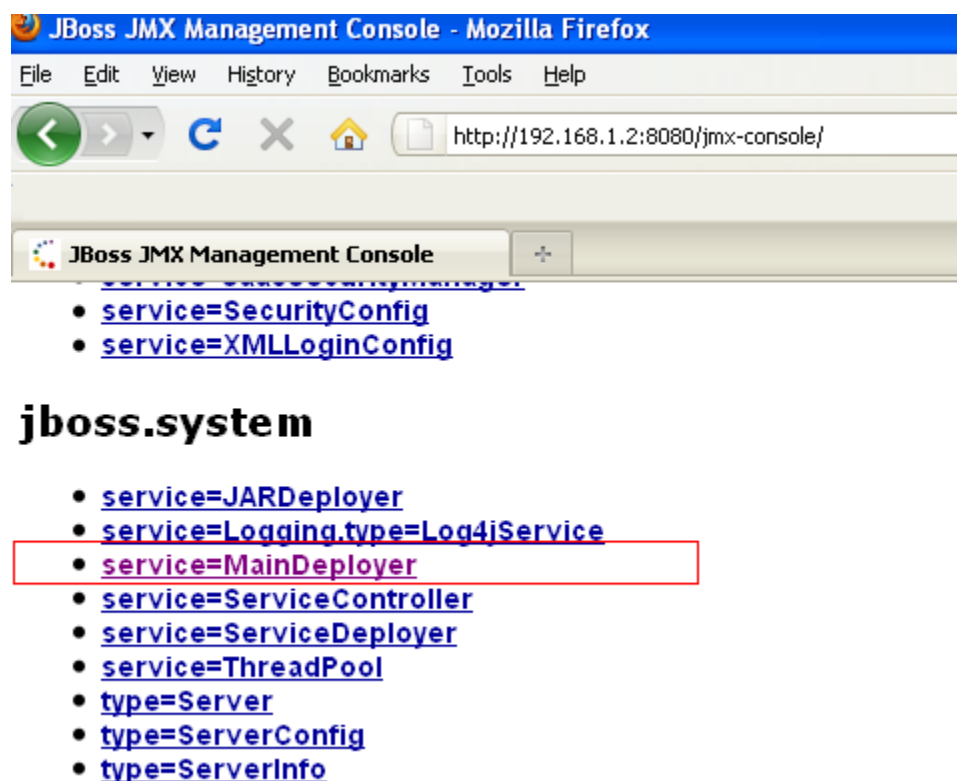 JBoss JMX Management Console - Mozilla Firefox
File Edit View History Bookmarks Tools Help
http://192.168.1.2:8080/jmx-console/
JBoss JMX Management Console
service=SecurityConfig
service=XMLLoginConfig
jboss.system
service=JARDeployer
service=Logging,type=Log4jService
service=MainDeployer
service=ServiceController
service=ServiceDeployer
service=ThreadPool
type=Server
type=ServerConfig
type=ServerInfo